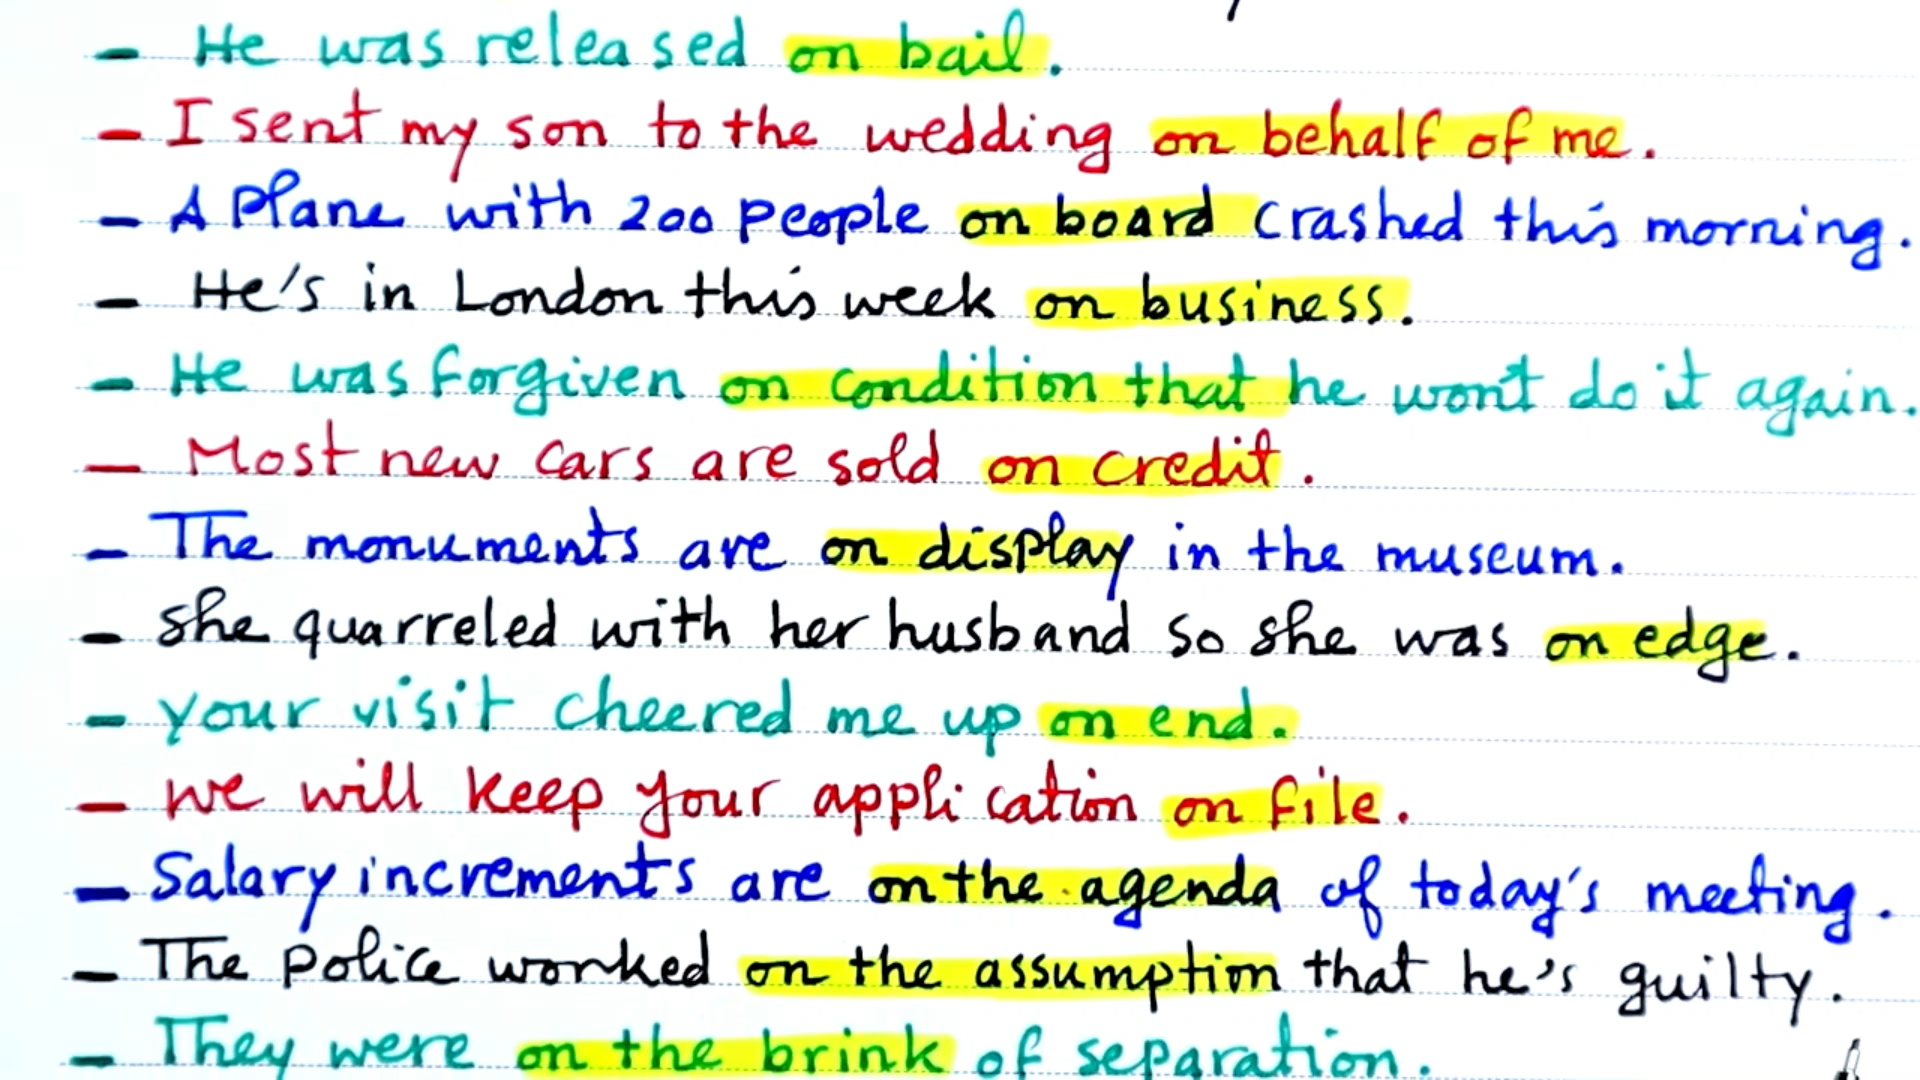 - He was released on bail.
- I sent my son to the wedding on behalf of me.
- A Plane with 200 people on board crashed this morning.
- He's in London this week on business.
- He was forgiven on condition that he won't do it again.
- Most new cars are sold on credit.
- The monuments are on display in the museum.
- She quarreled with her husband so she was on edge.
- Your visit cheered me up on end.
- We will keep your application on file.
- Salary increments are on the agenda of today's meeting.
- The Police worked on the assumption that he's guilty.
- They were on the brink of separation.